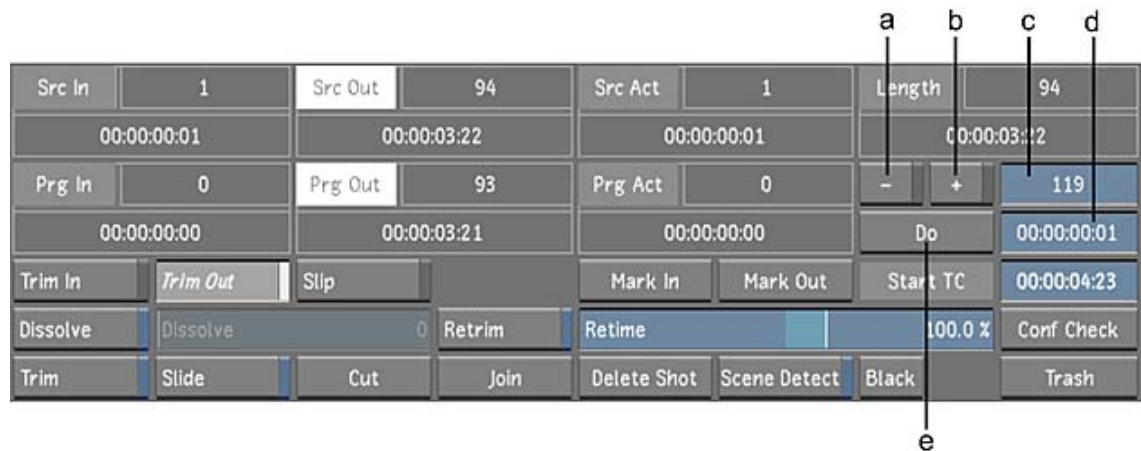 a b c d
Src In 1 Src Out 94 Src Act 1 Length 94
00:00:00:01 00:00:03:22 00:00:00:01 00:00:03:22
Prg In 0 Prg Out 93 Prg Act 0 - + 119
00:00:00:00 00:00:03:21 00:00:00:00 Do 00:00:00:01
Trim In Trim Out Slip Mark In Mark Out Start TC 00:00:04:23
Dissolve Dissolve 0 Retrim Retime 100.0 % Conf Check
Trim Slide Cut Join Delete Shot Scene Detect Black Trash
e